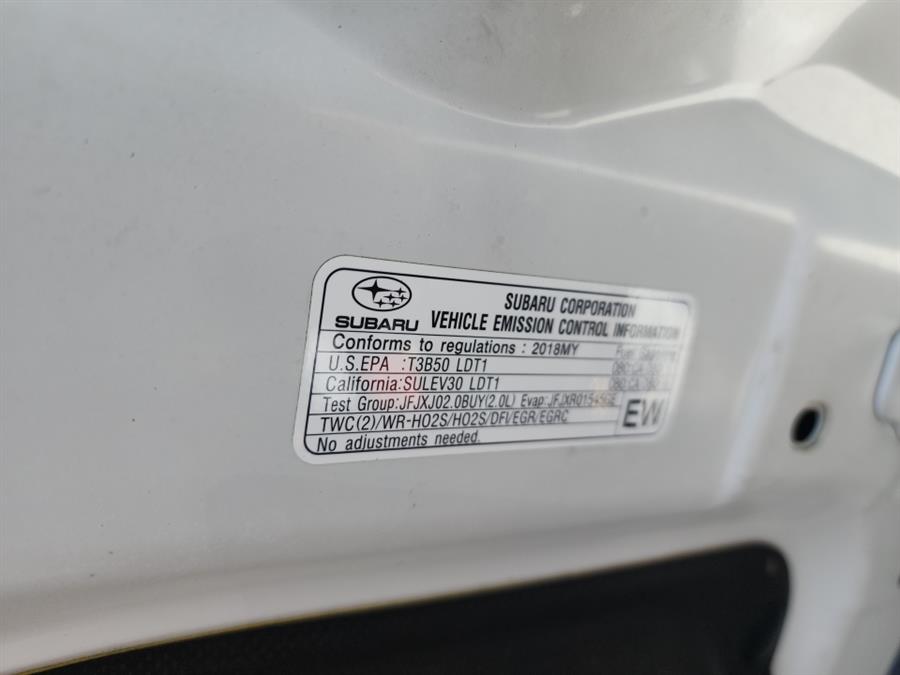 SUBARU
SUBARU CORPORATION
VEHICLE EMISSION CONTROL INFORMATION
Conforms to regulations : 2018MY
U.S.EPA :T3B50 LDT1
California:SULEV30 LDT1
Test Group:JFJXJ02.0BUY(2.0L) Evap:
TWC(2)/WR-HO2S/HO2S/DFI/EGR/EGRC
No adjustments needed.
EW